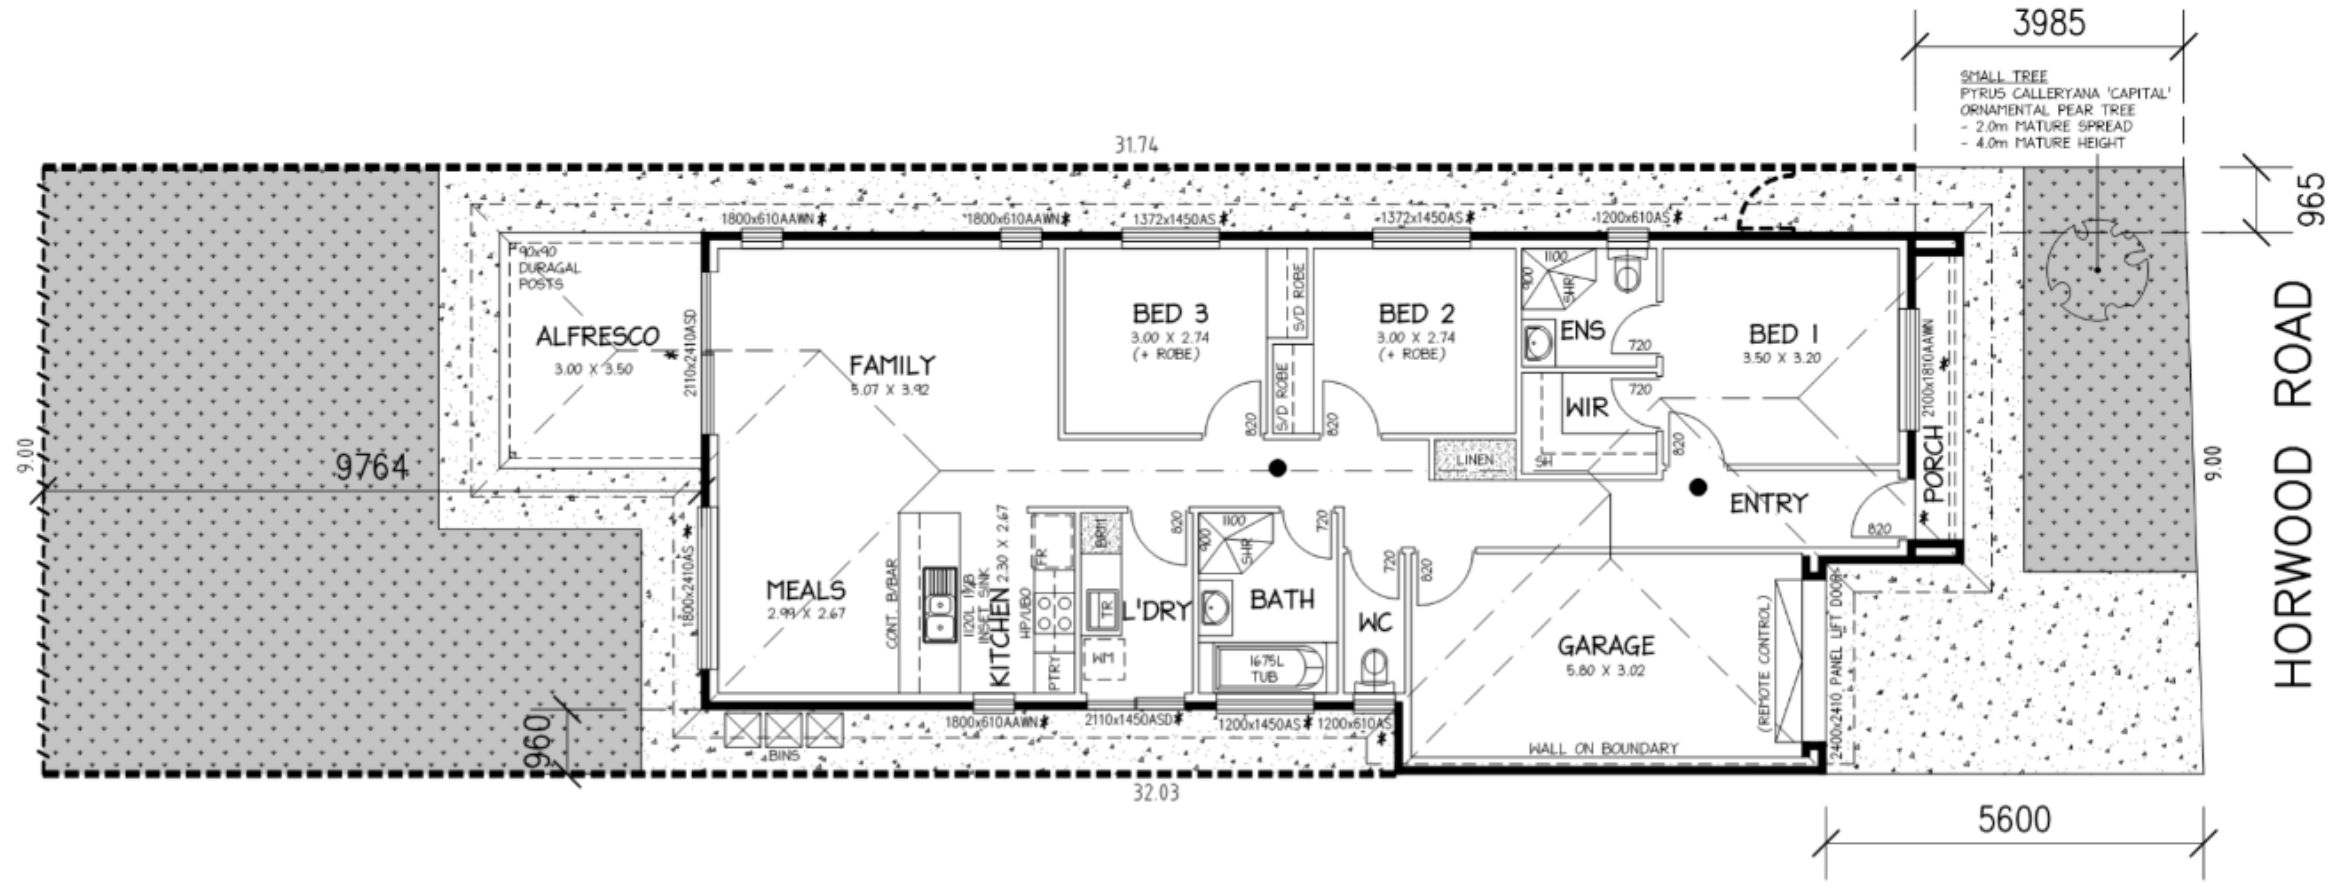 3985
SMALL TREE
PYRUS CALLERYANA 'CAPITAL'
ORNAMENTAL PEAR TREE
- 2.0m MATURE SPREAD
- 4.0m MATURE HEIGHT
31.74
965
1800x610AAWN*
1800x610AAWN*
1372x1450AS*
1372x1450AS*
1200x610AS*
90x90
DURAGAL
POSTS
ALFRESCO
3.00 X 3.50
2110x2410ASD
*
FAMILY
5.07 X 3.92
BED 3
3.00 X 2.74
(+ ROBE)
S/D ROBE
S/D ROBE
820
BED 2
3.00 X 2.74
(+ ROBE)
820
1100
900
SHR
ENS
720
720
WIR
BED 1
3.50 X 3.20
820
2100x1810AAWN
*
PORCH
*
HORWOOD ROAD
9.00
9764
9.00
LINEN
SH
ENTRY
820
1800x2410AS *
MEALS
2.99 X 2.67
CONT. B/BAR
1120L 1½B
INSET SINK
KITCHEN 2.30 X 2.67
HP/UBO
FR
PTRY
BRH
820
TR
L'DRY
WM
1100
900
SHR
720
BATH
1675L
TUB
720
WC
820
GARAGE
5.80 X 3.02
(REMOTE CONTROL)
2400x2410 PANEL LIFT DOOR
WALL ON BOUNDARY
960
BINS
1800x610AAWN*
2110x1450ASD*
1200x1450AS*
1200x610AS
*
32.03
5600